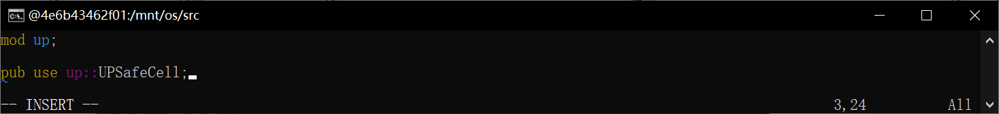 @4e6b43462f01:/mnt/os/src
mod up;
pub use up::UPSafeCell;
~
-- INSERT -- 3,24 All